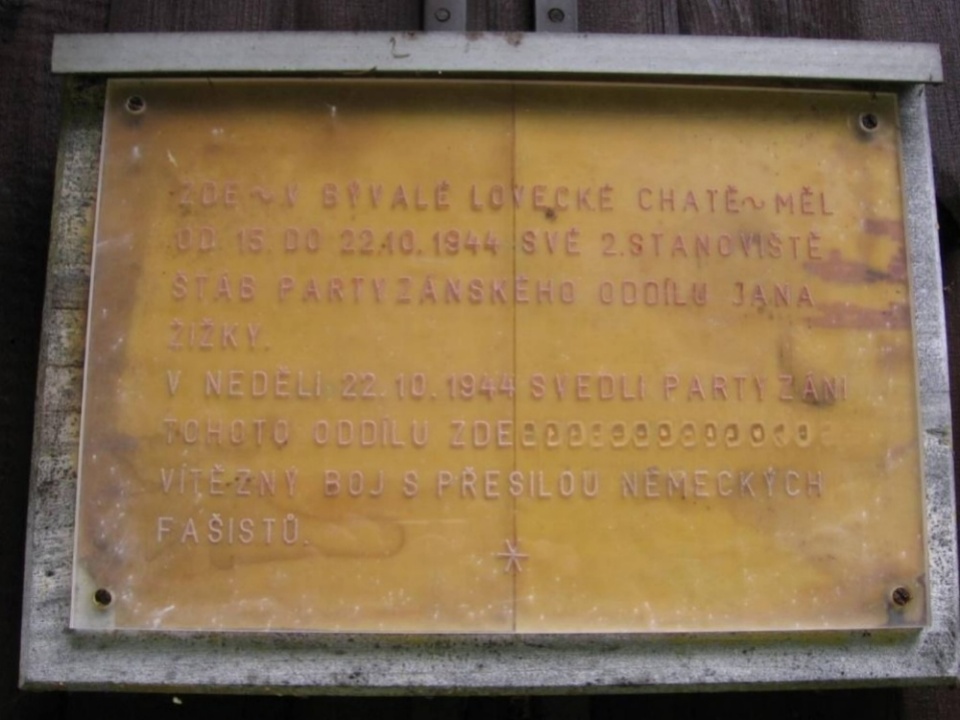 ZDE ~ V BÝVALÉ LOVECKÉ CHATĚ ~ MĚL
OD 15. DO 22.10.1944 SVÉ 2.STANOVIŠTĚ
ŠTÁB PARTYZÁNSKÉHO ODDÍLU JANA
ŽIŽKY.
V NEDĚLI 22.10.1944 SVEDLI PARTYZÁNI
TOHOTO ODDÍLU ZDE
VÍTĚZNÝ BOJ S PŘESILOU NĚMECKÝCH
FAŠISTŮ.